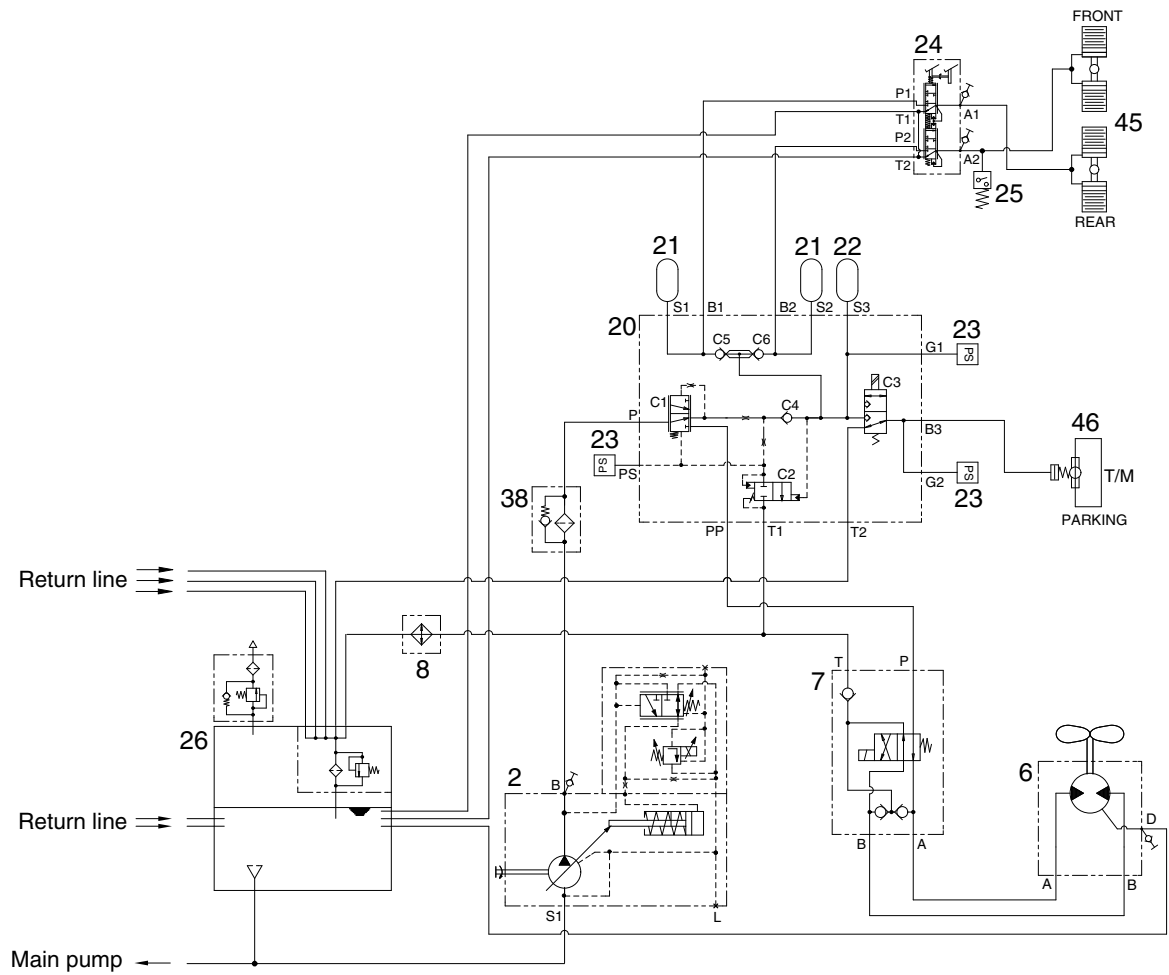 FRONT
24
P1
T1
A1
45
P2
T2
A2
25
REAR
21
21
22
S1
B1
B2
S2
S3
20
23
C5
C6
G1
PS
C3
C1
P
C4
B3
46
23
PS
PS
C2
T/M
G2
PS
23
38
PARKING
PP
T1
T2
Return line
8
T
P
7
26
2
B
6
Return line
D
B
A
A
B
S1
L
Main pump